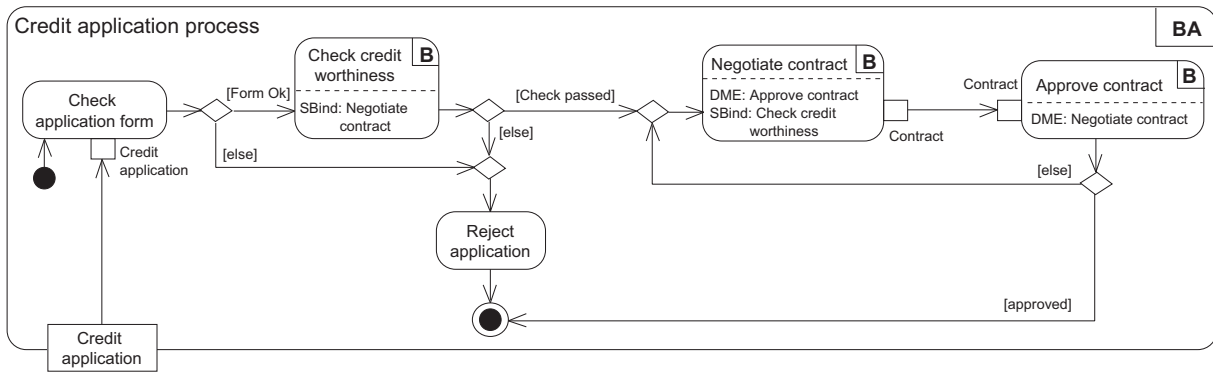 Credit application process
BA
Check
application form
Credit
application
[Form Ok]
[else]
Check credit
worthiness
B
SBind: Negotiate
contract
[Check passed]
[else]
Reject
application
Negotiate contract
B
DME: Approve contract
SBind: Check credit
worthiness
Contract
Contract
Approve contract
B
DME: Negotiate contract
[else]
[approved]
Credit
application